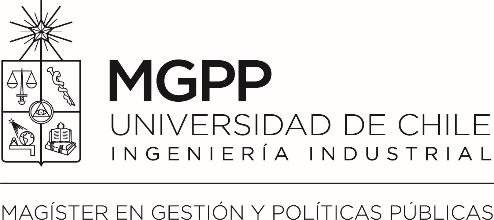 MGPP
UNIVERSIDAD DE CHILE
INGENIERÍA INDUSTRIAL
MAGÍSTER EN GESTIÓN Y POLÍTICAS PÚBLICAS